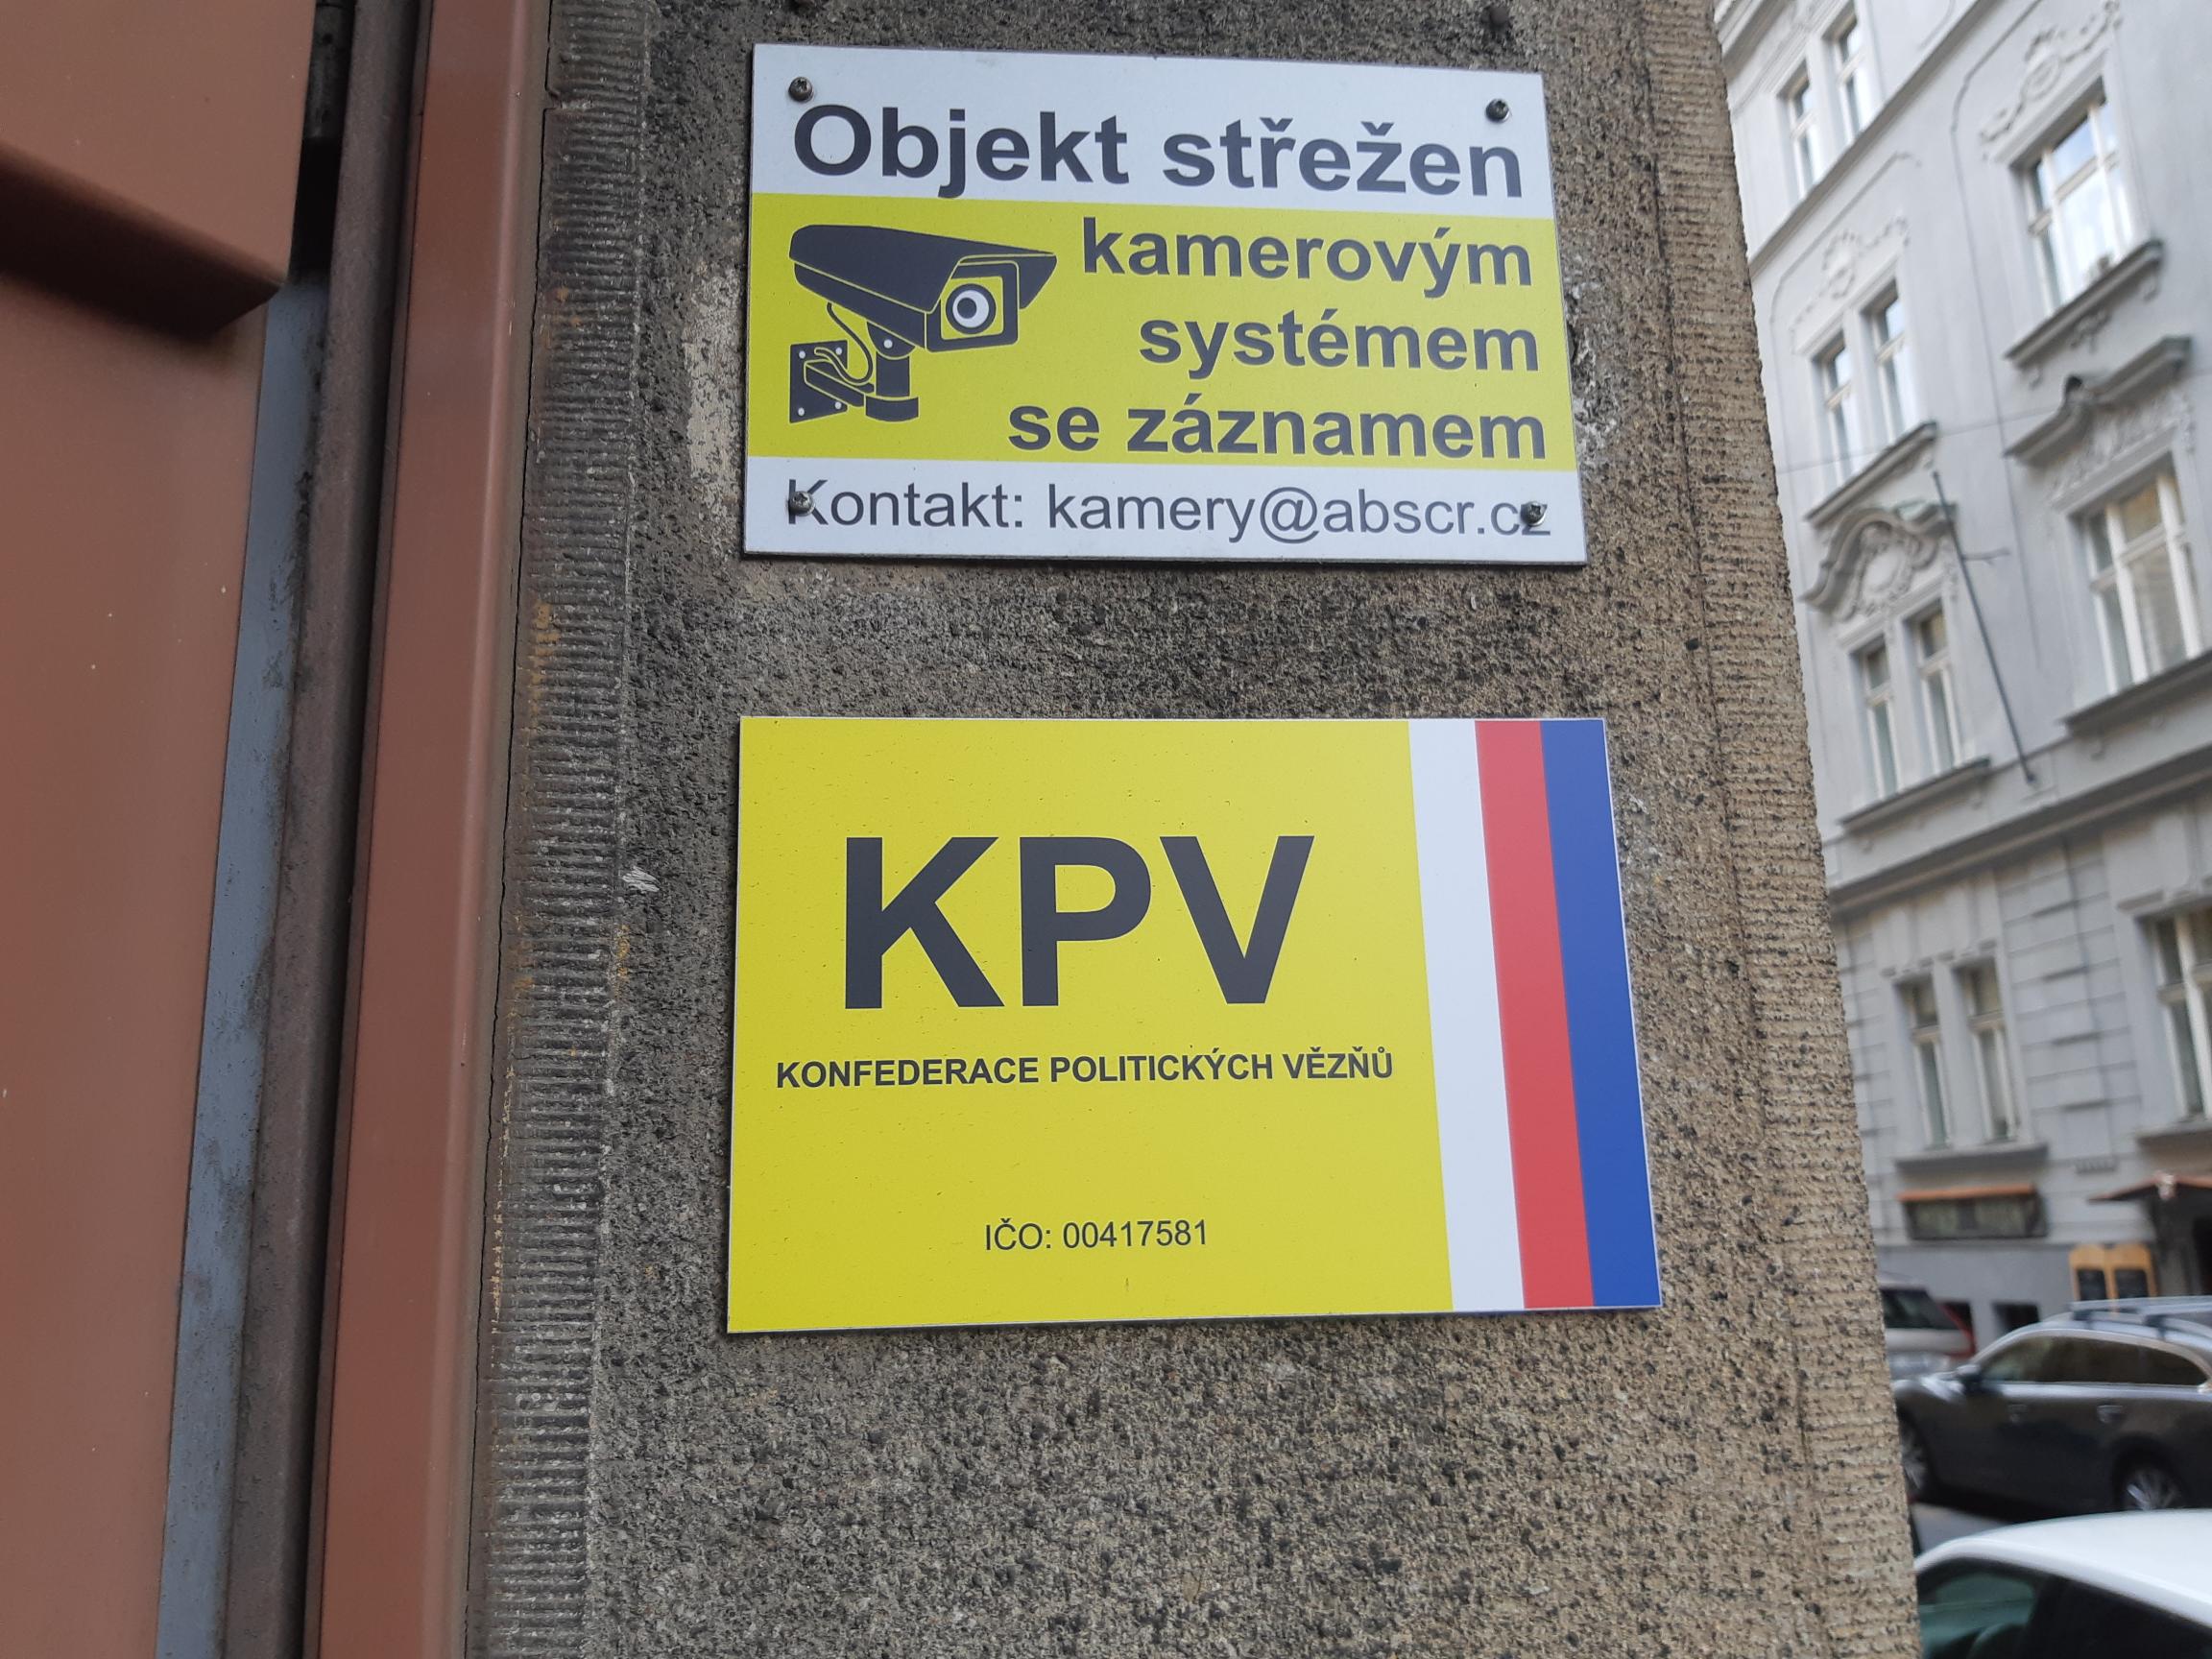 Objekt střežen
kamerovým
systémem
se záznamem
Kontakt: kamery@abscr.cz
KPV
KONFEDERACE POLITICKÝCH VĚZŇŮ
IČO: 00417581